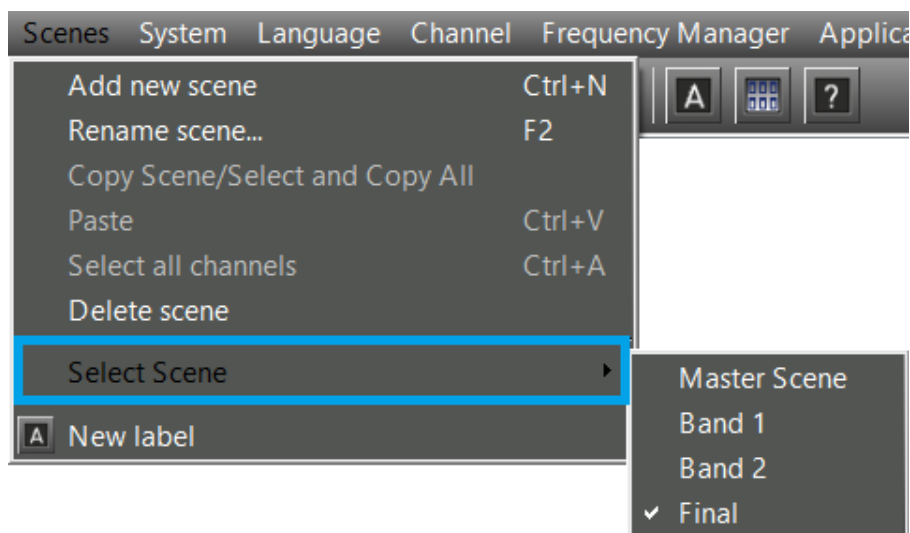 Scenes System Language Channel Frequency Manager Applica
A ?
Add new scene Ctrl+N
Rename scene... F2
Copy Scene/Select and Copy All
Paste Ctrl+V
Select all channels Ctrl+A
Delete scene
Select Scene
Master Scene
Band 1
Band 2
Final
A New label